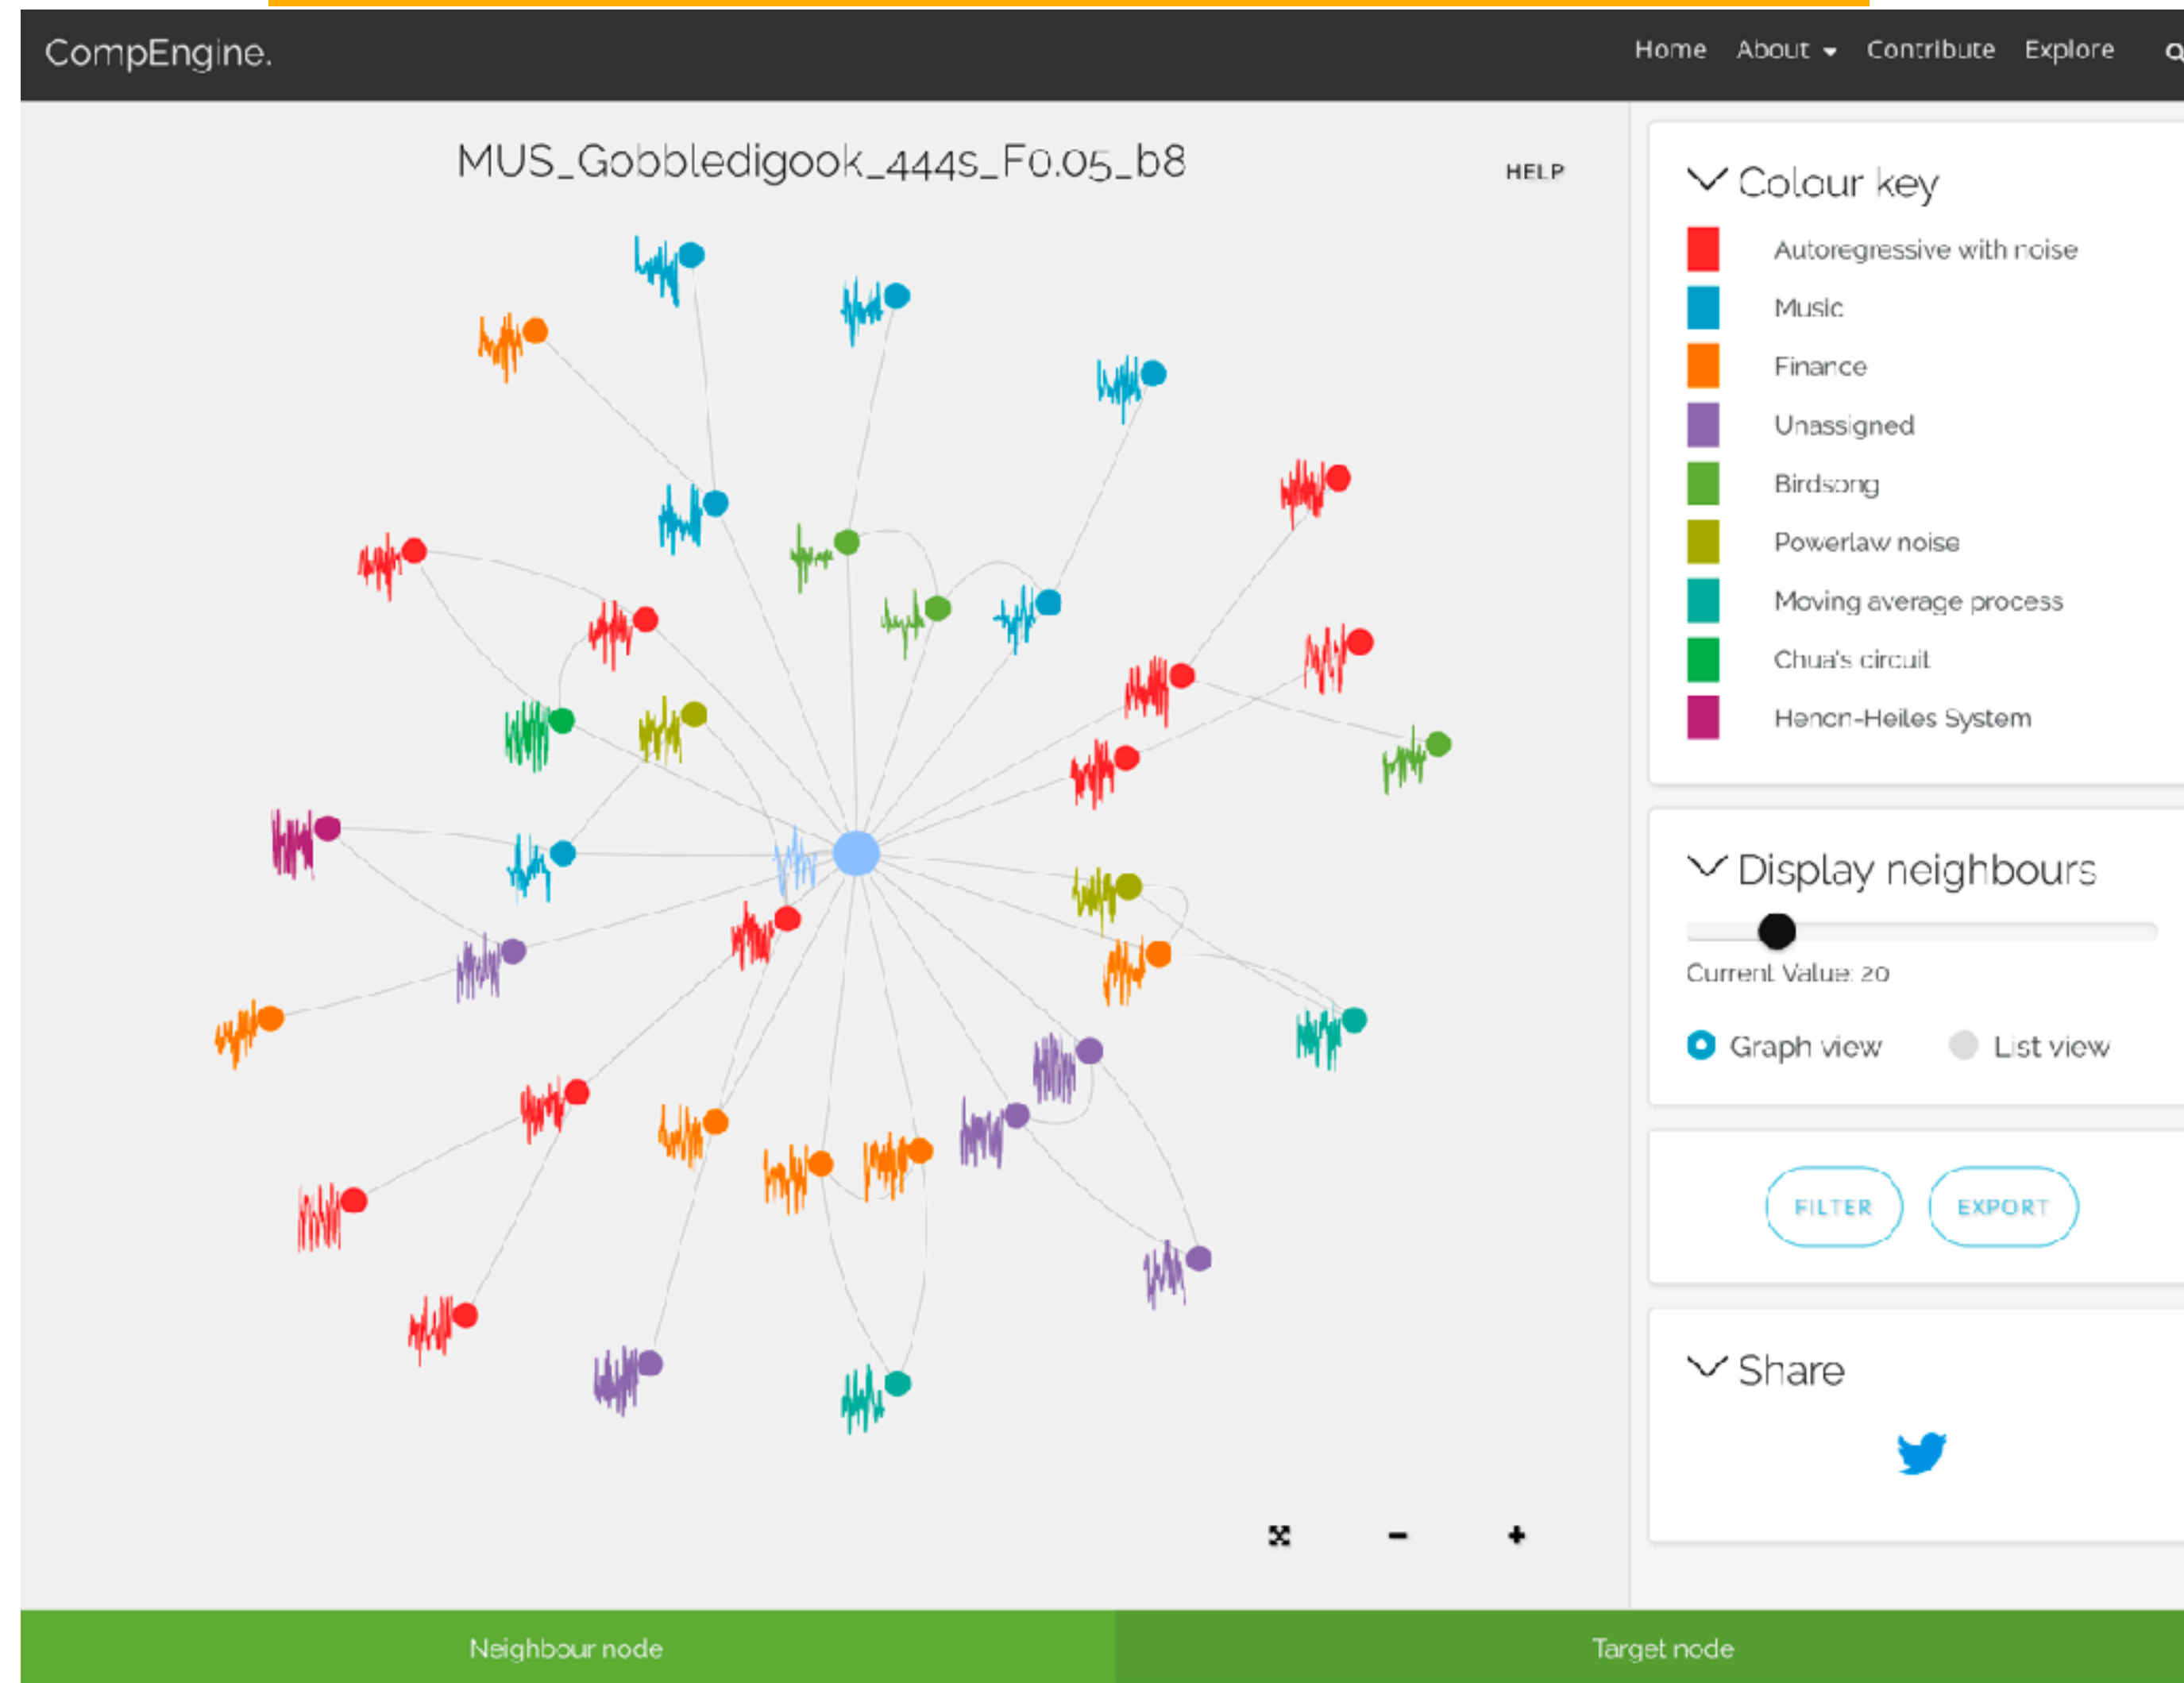 CompEngine.
Home About Contribute Explore
MUS_Gobbledigook_444s_F0.05_b8
HELP
Colour key
Autoregressive with noise
Music
Finance
Unassigned
Birdsong
Powerlaw noise
Moving average process
Chua's circuit
Henon-Heiles System
Display neighbours
Current Value: 20
Graph view List view
FILTER EXPORT
Share
Neighbour node Target node